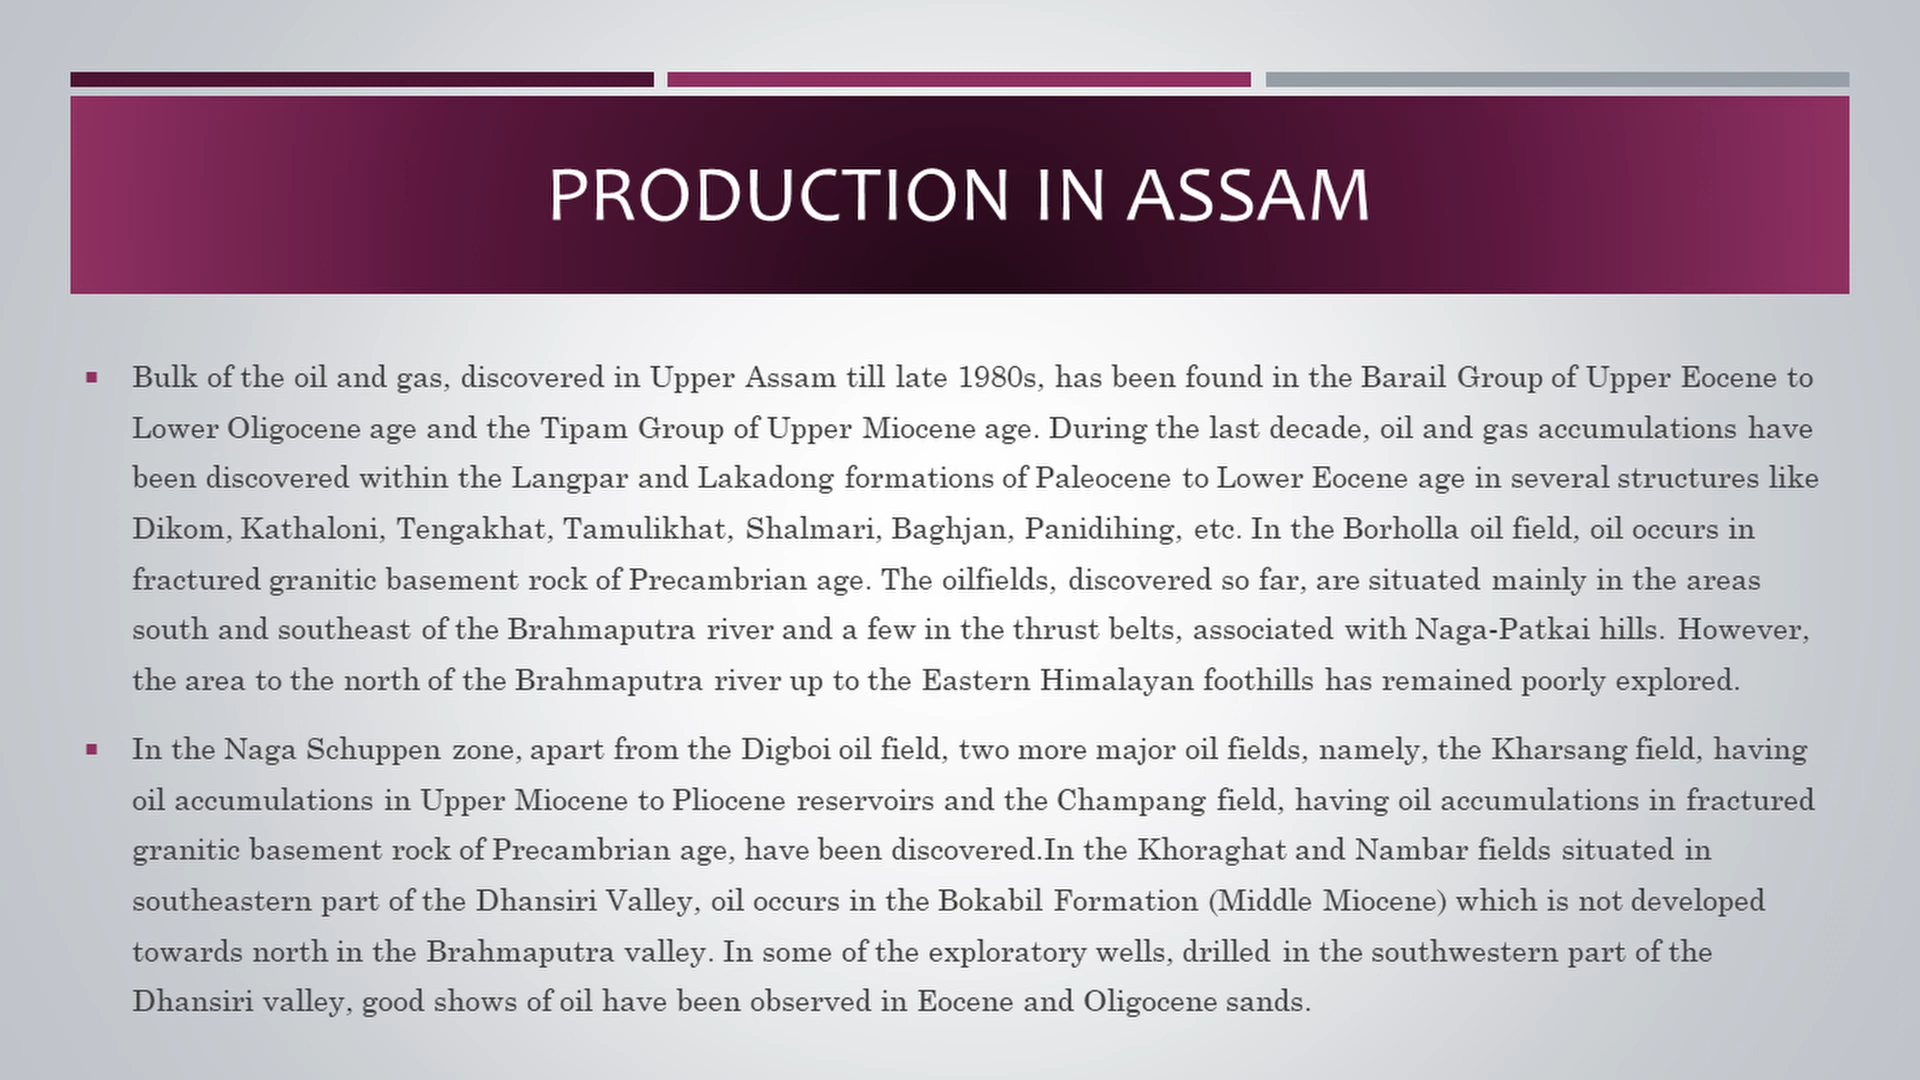 PRODUCTION IN ASSAM
▪ Bulk of the oil and gas, discovered in Upper Assam till late 1980s, has been found in the Barail Group of Upper Eocene to
Lower Oligocene age and the Tipam Group of Upper Miocene age. During the last decade, oil and gas accumulations have
been discovered within the Langpar and Lakadong formations of Paleocene to Lower Eocene age in several structures like
Dikom, Kathaloni, Tengakhat, Tamulikhat, Shalmari, Baghjan, Panidihing, etc. In the Borholla oil field, oil occurs in
fractured granitic basement rock of Precambrian age. The oilfields, discovered so far, are situated mainly in the areas
south and southeast of the Brahmaputra river and a few in the thrust belts, associated with Naga-Patkai hills. However,
the area to the north of the Brahmaputra river up to the Eastern Himalayan foothills has remained poorly explored.
▪ In the Naga Schuppen zone, apart from the Digboi oil field, two more major oil fields, namely, the Kharsang field, having
oil accumulations in Upper Miocene to Pliocene reservoirs and the Champang field, having oil accumulations in fractured
granitic basement rock of Precambrian age, have been discovered.In the Khoraghat and Nambar fields situated in
southeastern part of the Dhansiri Valley, oil occurs in the Bokabil Formation (Middle Miocene) which is not developed
towards north in the Brahmaputra valley. In some of the exploratory wells, drilled in the southwestern part of the
Dhansiri valley, good shows of oil have been observed in Eocene and Oligocene sands.